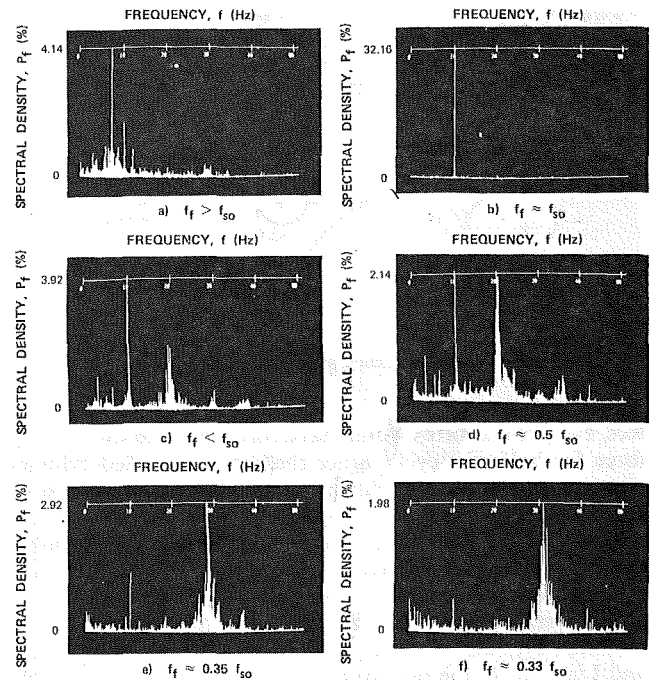 FREQUENCY, f (Hz)
SPECTRAL DENSITY, Pf (%)
4.14
0
a) ff > fso
FREQUENCY, f (Hz)
SPECTRAL DENSITY, Pf (%)
32.16
0
b) ff ≈ fso
FREQUENCY, f (Hz)
SPECTRAL DENSITY, Pf (%)
3.92
0
c) ff < fso
FREQUENCY, f (Hz)
SPECTRAL DENSITY, Pf (%)
2.14
0
d) ff ≈ 0.5 fso
FREQUENCY, f (Hz)
SPECTRAL DENSITY, Pf (%)
2.92
0
e) ff ≈ 0.35 fso
FREQUENCY, f (Hz)
SPECTRAL DENSITY, Pf (%)
1.98
0
f) ff ≈ 0.33 fso